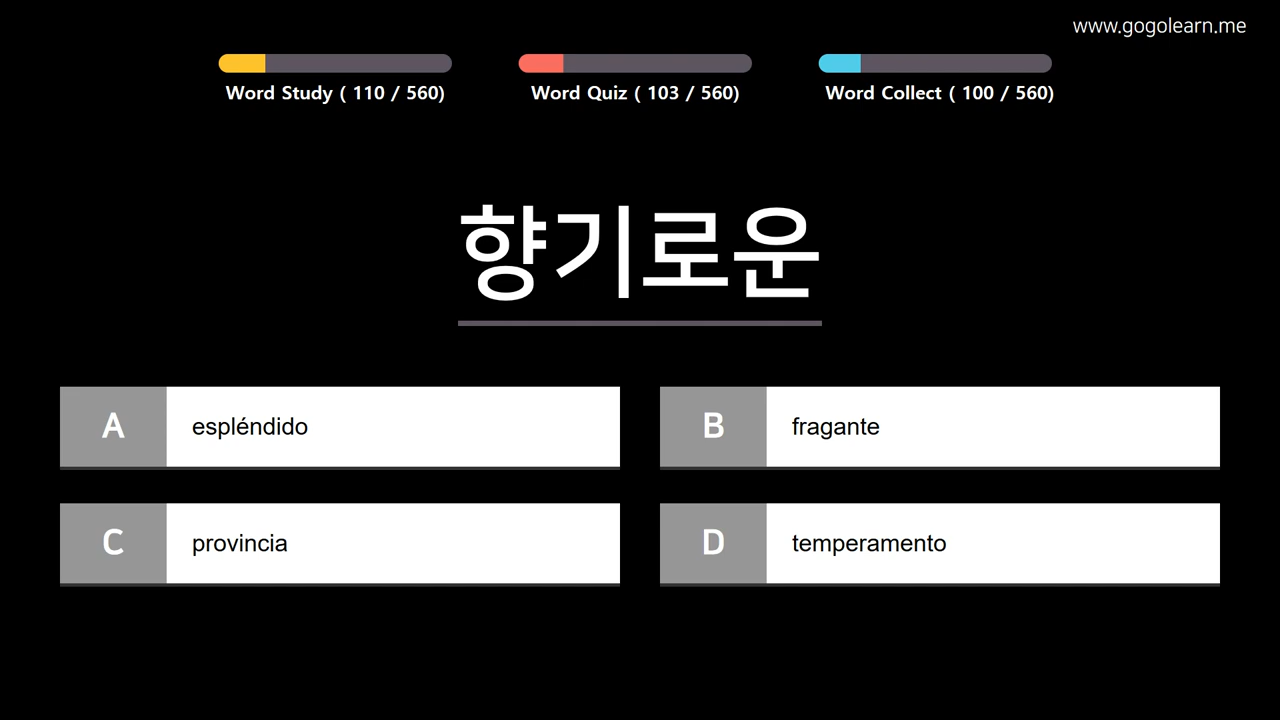 www.gogolearn.me
Word Study ( 110 / 560)
Word Quiz ( 103 / 560)
Word Collect ( 100 / 560)
향기로운
A espléndido
B fragante
C provincia
D temperamento